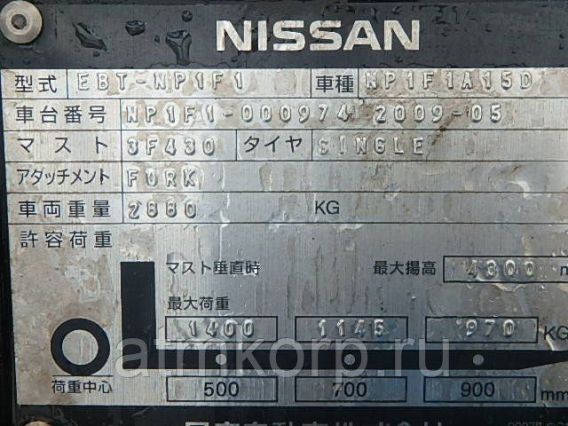 NISSAN
型式 EBT-NP1F1 車種 NP1F1A15D
車台番号 NP1F1-000974 2009-05
マスト 3F430 タイヤ SINGLE
アタッチメント FORK
車両重量 2880 KG
許容荷重
マスト垂直時 最大揚高 4300 m
最大荷重
1400 1145 970 KG
atmkorp.ru
荷重中心 500 700 900 mm